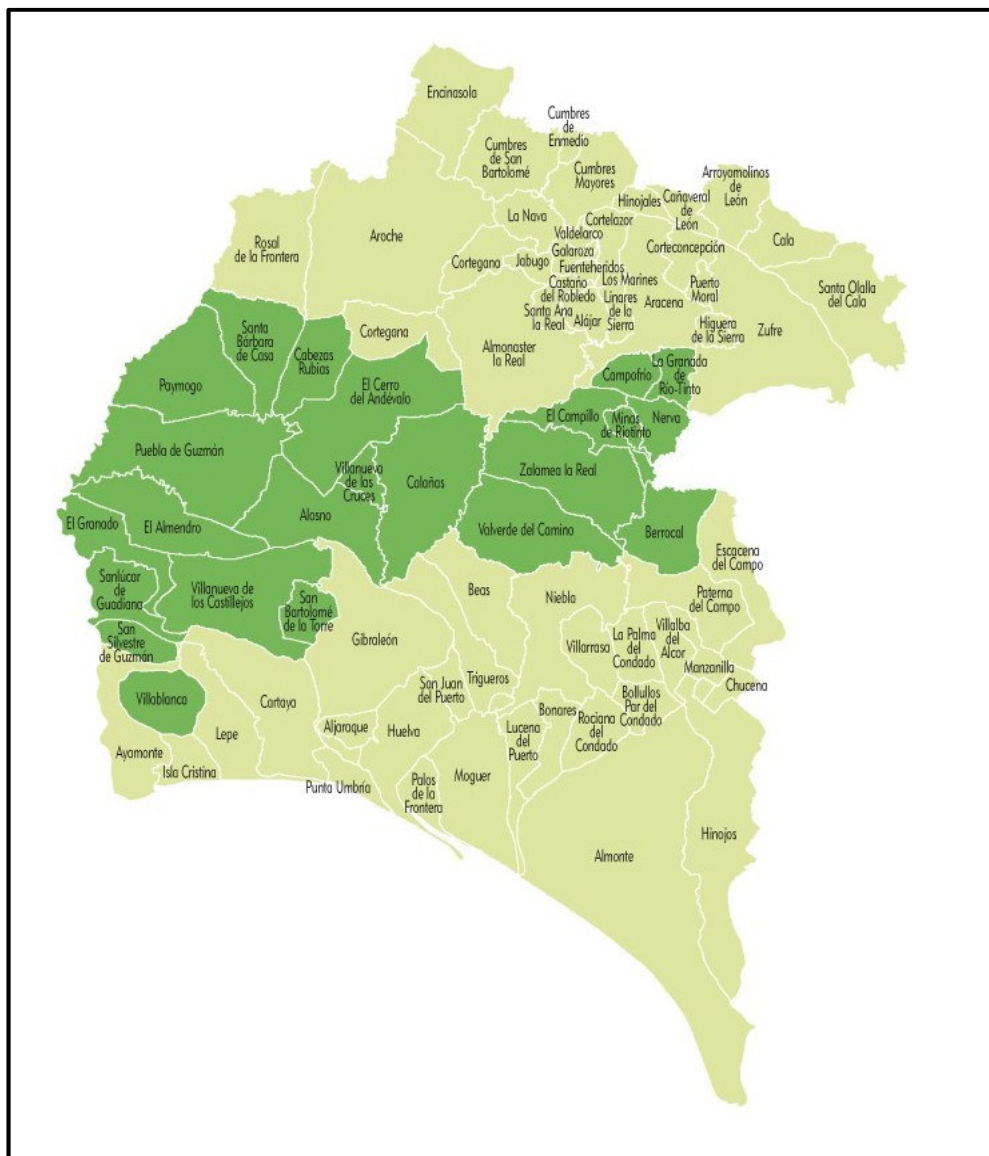 Encinasola
Cumbres
de
Enmedio
Cumbres
de San
Bartolomé
Cumbres
Mayores
Arroyomolinos
de
León
Hinojales
Cañaveral
de
León
La Nava
Cortelazor
Valdelarco
Rosal
de la Frontera
Aroche
Cala
Corteconcepción
Galaroza
Cortegana
Jabugo
Fuenteheridos
Los Marines
Castaño
del Robledo
Puerto
Moral
Santa Olalla
del Cala
Linares
de la
Sierra
Aracena
Santa Ana
la Real
Alájar
Higuera
de la Sierra
Zufre
Cortegana
Almonaster
la Real
Santa
Bárbara
de Casa
Cabezas
Rubias
Paymogo
El Cerro
del Andévalo
Campofrío
La Granada
de
Río-Tinto
El Campillo
Minas
de Riotinto
Nerva
Puebla de Guzmán
Villanueva
de las
Cruces
Calañas
Zalamea la Real
Alosno
El Granado
El Almendro
Valverde del Camino
Berrocal
Escacena
del Campo
Sanlúcar
de
Guadiana
Villanueva de
los Castillejos
San
Bartolomé
de la Torre
Beas
Niebla
Paterna
del Campo
San
Silvestre
de Guzmán
Gibraleón
Villarrasa
La Palma
del
Condado
Villalba
del
Alcor
Manzanilla
Chucena
Villablanca
Cartaya
San Juan
del Puerto
Trigueros
Bollullos
Par del
Condado
Lepe
Aljaraque
Huelva
Lucena
del
Puerto
Bonares
Rociana
del
Condado
Ayamonte
Isla Cristina
Punta Umbría
Palos
de la
Frontera
Moguer
Almonte
Hinojos